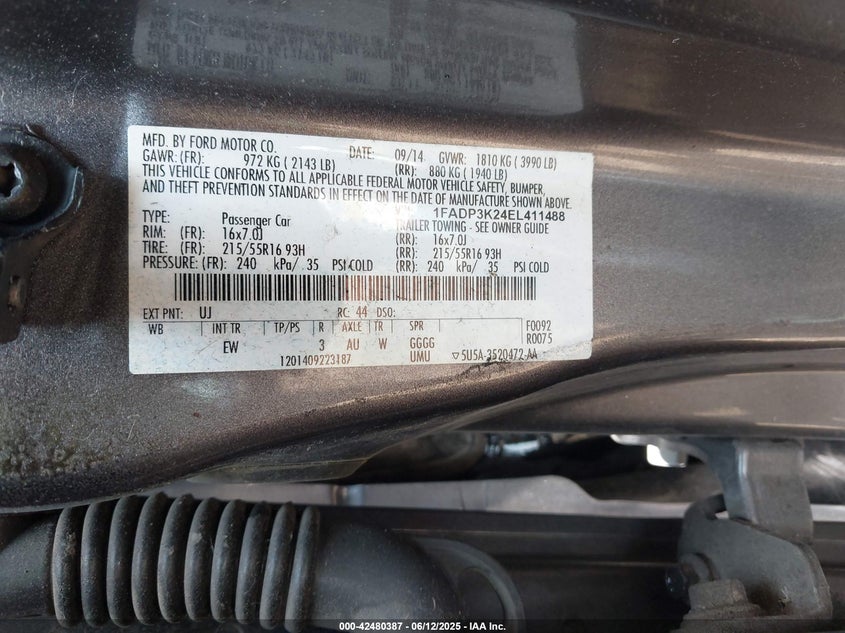 MFD. BY FORD MOTOR CO. DATE: 09/14 GVWR: 1810 KG ( 3990 LB)
GAWR: (FR): 972 KG ( 2143 LB) (RR): 880 KG ( 1940 LB)
THIS VEHICLE CONFORMS TO ALL APPLICABLE FEDERAL MOTOR VEHICLE SAFETY, BUMPER,
AND THEFT PREVENTION STANDARDS IN EFFECT ON THE DATE OF MANUFACTURE SHOWN ABOVE.
1FADP3K24EL411488
TYPE: Passenger Car TRAILER TOWING - SEE OWNER GUIDE
RIM: (FR): 16x7.0J (RR): 16x7.0J
TIRE: (FR): 215/55R16 93H (RR): 215/55R16 93H
PRESSURE: (FR): 240 kPa/ 35 PSI COLD (RR): 240 kPa/ 35 PSI COLD
EXT PNT: UJ RC: 44 DSO:
WB INT TR TP/PS R AXLE TR SPR F0092
EW 3 AU W GGGG R0075
1201409223187 UMU ▽5U5A-3520472-AA
000-42480387 - 06/12/2025 - IAA Inc.